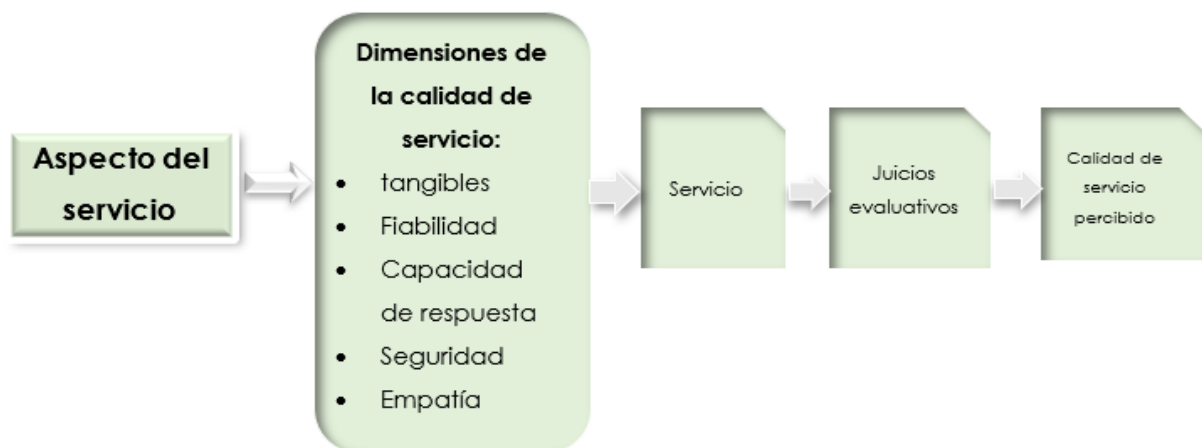 Aspecto del
servicio
Dimensiones de
la calidad de
servicio:
• tangibles
• Fiabilidad
• Capacidad
de respuesta
• Seguridad
• Empatía
Servicio
Juicios
evaluativos
Calidad de
servicio
percibido